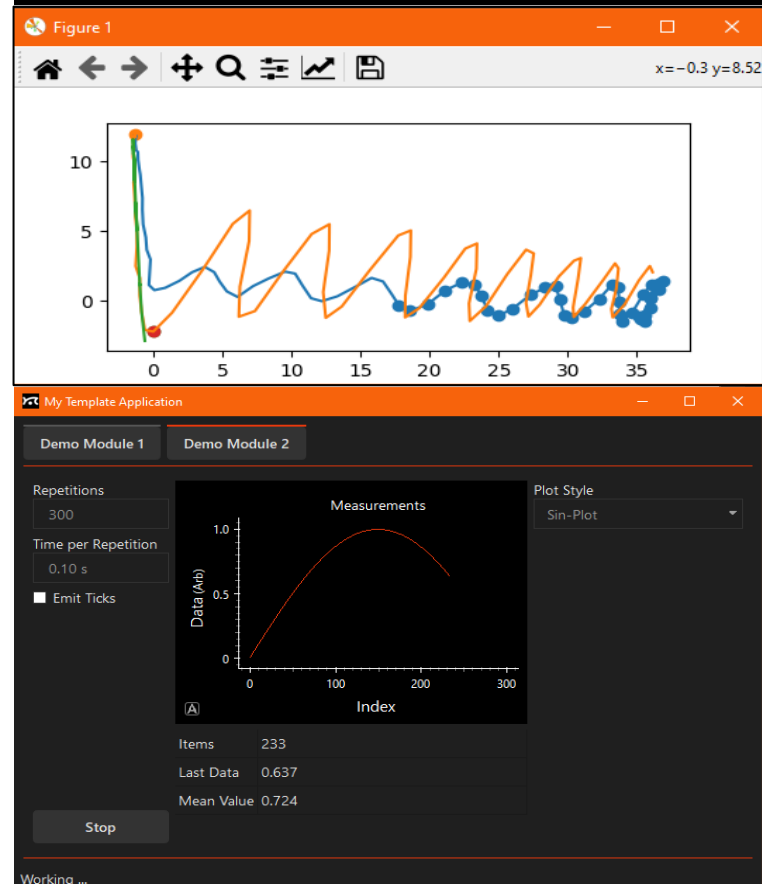 Figure 1
x=−0.3 y=8.52
10
5
0
0 5 10 15 20 25 30 35
My Template Application
Demo Module 1 Demo Module 2
Repetitions
300
Time per Repetition
0.10 s
Emit Ticks
Measurements
1.0
0.5
0
Data (Arb)
0 100 200 300
Index
A
Plot Style
Sin-Plot
Items 233
Last Data 0.637
Mean Value 0.724
Stop
Working ...